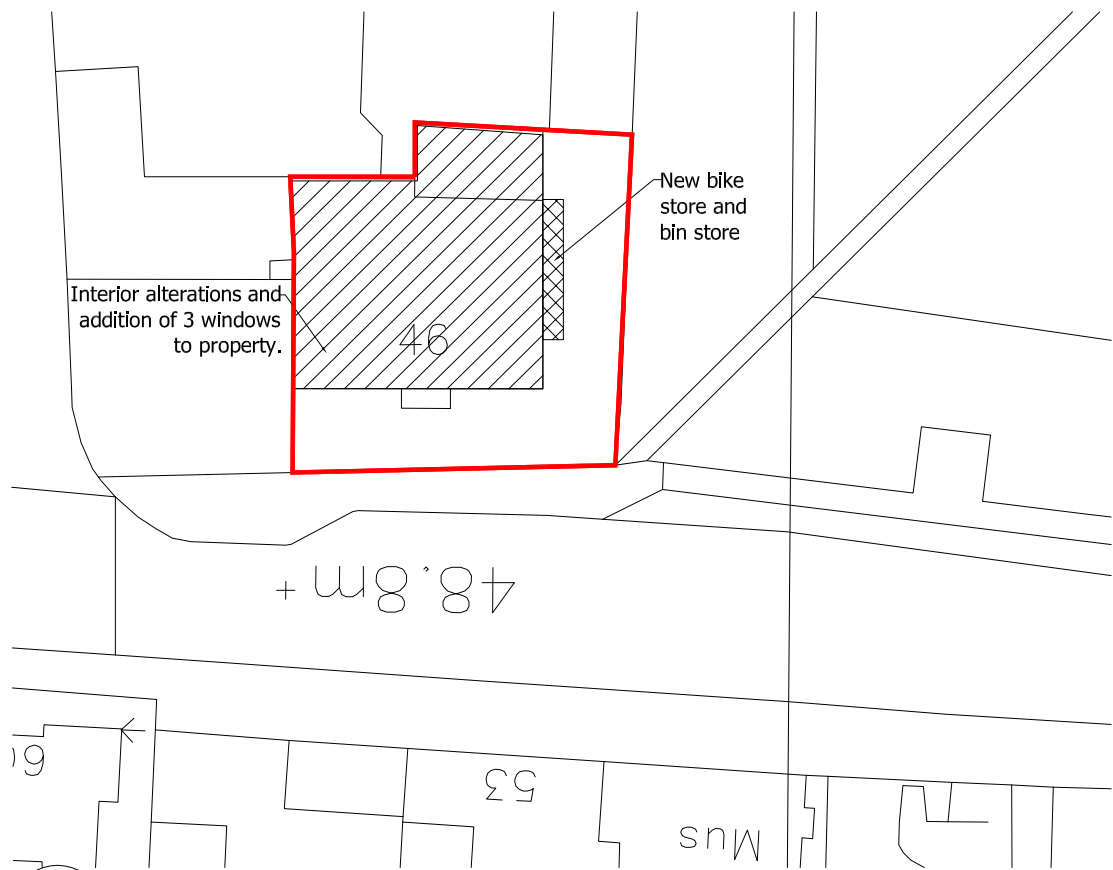 New bike
store and
bin store
Interior alterations and
addition of 3 windows
to property.
46
48.8m +
53
Mus